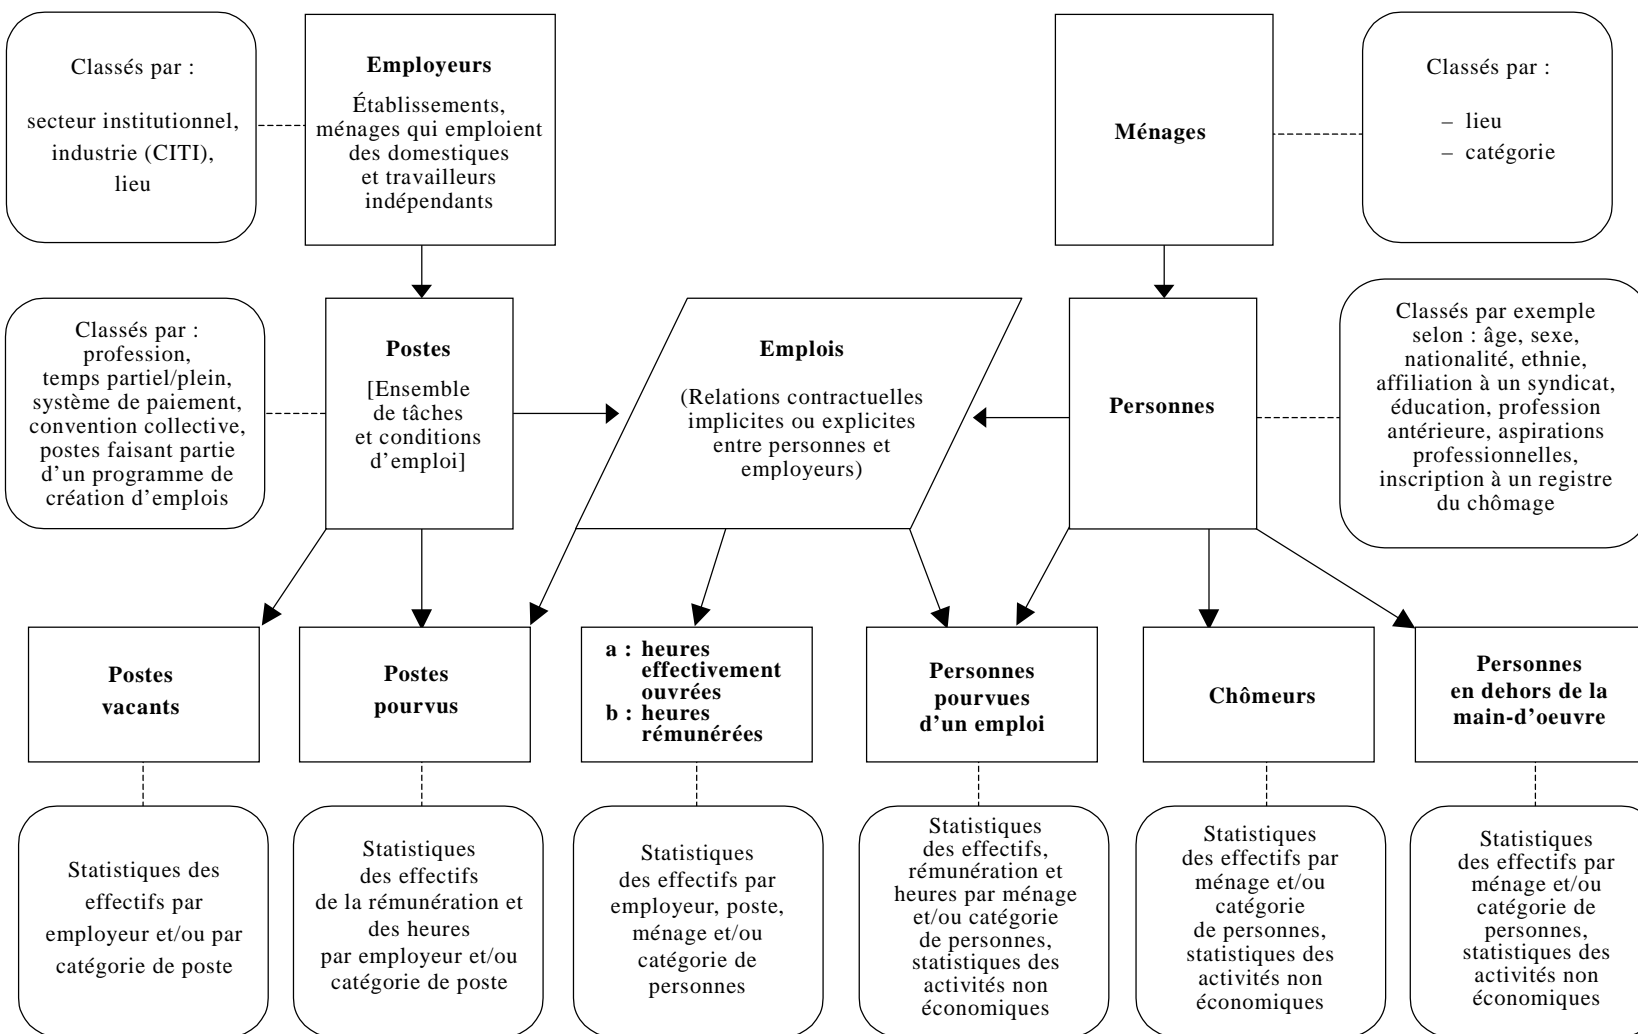 Classés par :
secteur institutionnel,
industrie (CITI),
lieu
Employeurs
Établissements,
ménages qui emploient
des domestiques
et travailleurs
indépendants
Ménages
Classés par :
– lieu
– catégorie
Classés par :
profession,
temps partiel/plein,
système de paiement,
convention collective,
postes faisant partie
d’un programme de
création d’emplois
Postes
[Ensemble
de tâches
et conditions
d’emploi]
Emplois
(Relations contractuelles
implicites ou explicites
entre personnes et
employeurs)
Personnes
Classés par exemple
selon : âge, sexe,
nationalité, ethnie,
affiliation à un syndicat,
éducation, profession
antérieure, aspirations
professionnelles,
inscription à un registre
du chômage
Postes
vacants
Postes
pourvus
a : heures
effectivement
ouvrées
b : heures
rémunérées
Personnes
pourvues
d’un emploi
Chômeurs
Personnes
en dehors de la
main-d’oeuvre
Statistiques des
effectifs par
employeur et/ou par
catégorie de poste
Statistiques
des effectifs
de la rémunération et
des heures
par employeur et/ou
catégorie de poste
Statistiques
des effectifs par
employeur, poste,
ménage et/ou
catégorie de
personnes
Statistiques
des effectifs,
rémunération et
heures par ménage
et/ou catégorie
de personnes,
statistiques des
activités non
économiques
Statistiques
des effectifs par
ménage et/ou
catégorie
de personnes,
statistiques des
activités non
économiques
Statistiques
des effectifs par
ménage et/ou
catégorie de
personnes,
statistiques des
activités non
économiques